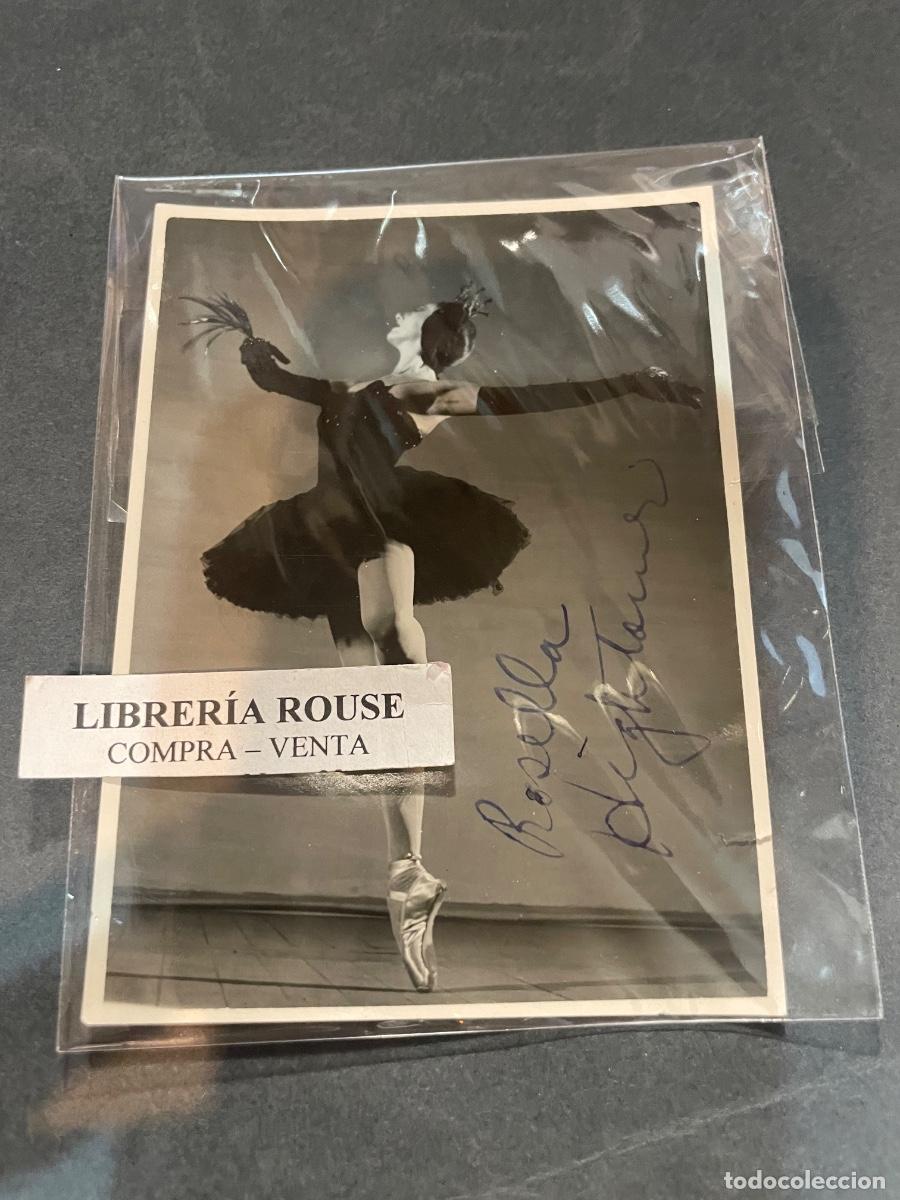 LIBRERÍA ROUSE
COMPRA – VENTA
Rosella
Hightower
todocoleccion